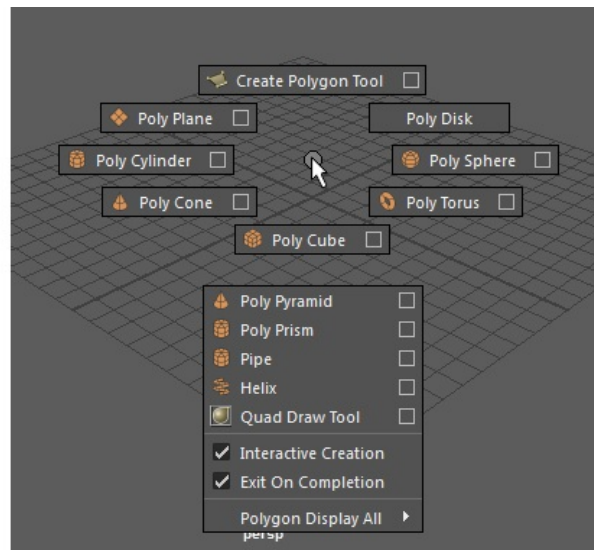 Create Polygon Tool
Poly Plane
Poly Disk
Poly Cylinder
Poly Sphere
Poly Cone
Poly Torus
Poly Cube
Poly Pyramid
Poly Prism
Pipe
Helix
Quad Draw Tool
Interactive Creation
Exit On Completion
Polygon Display All
persp